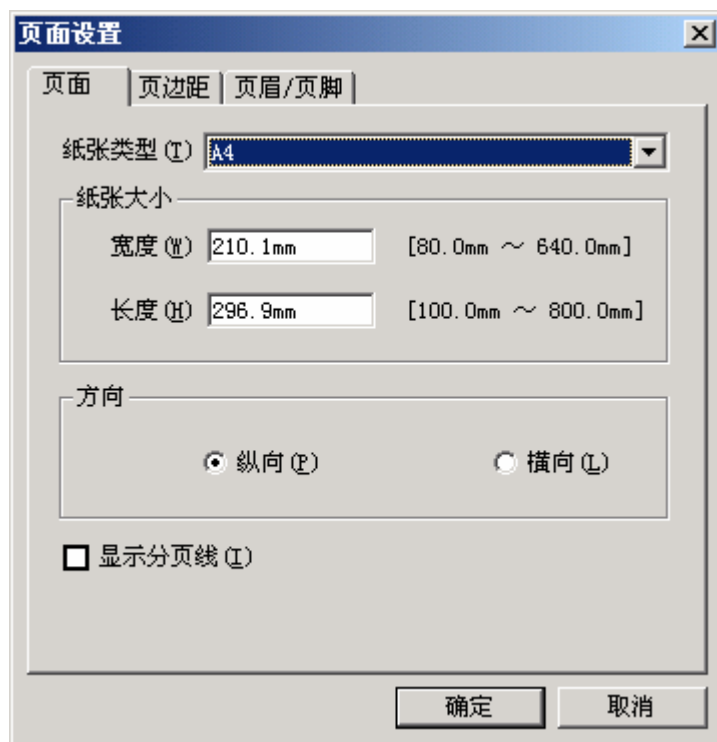 页面设置
页面 页边距 页眉/页脚
纸张类型(T) A4
纸张大小
宽度(W) 210.1mm [80.0mm ～ 640.0mm]
长度(H) 296.9mm [100.0mm ～ 800.0mm]
方向
纵向(P) 横向(L)
显示分页线(I)
确定 取消